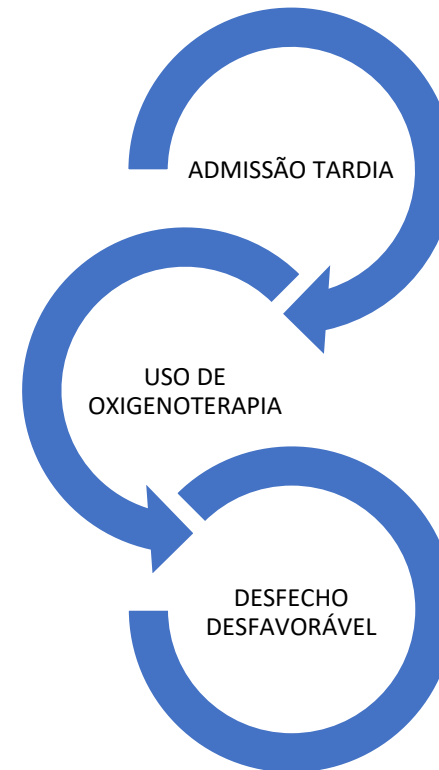 ADMISSÃO TARDIA
USO DE
OXIGENOTERAPIA
DESFECHO
DESFAVORÁVEL